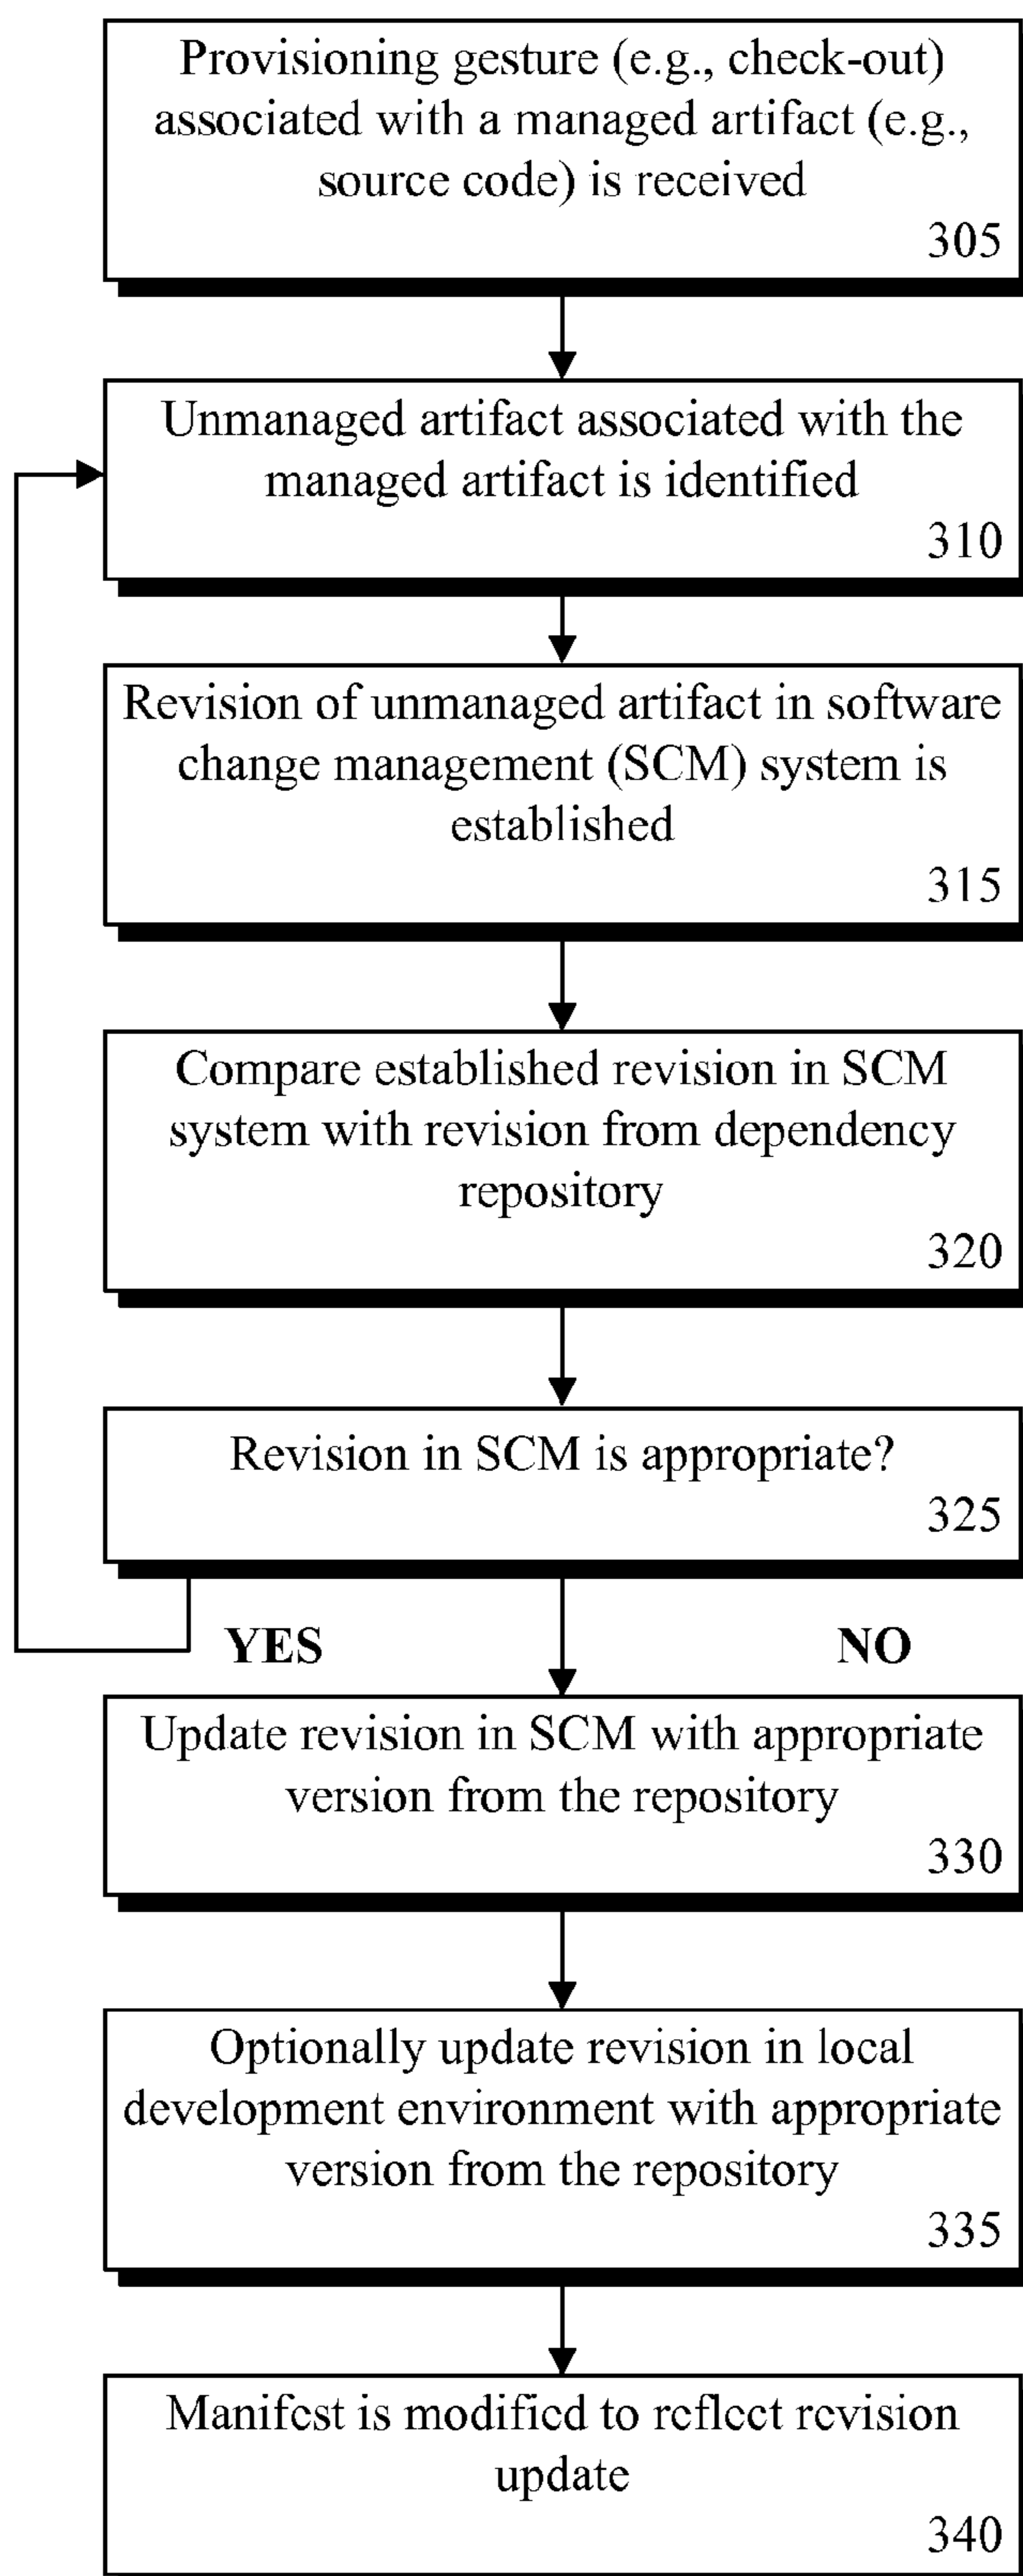 Provisioning gesture (e.g., check-out)
associated with a managed artifact (e.g.,
source code) is received
305
Unmanaged artifact associated with the
managed artifact is identified
310
Revision of unmanaged artifact in software
change management (SCM) system is
established
315
Compare established revision in SCM
system with revision from dependency
repository
320
Revision in SCM is appropriate?
325
YES NO
Update revision in SCM with appropriate
version from the repository
330
Optionally update revision in local
development environment with appropriate
version from the repository
335
Manifest is modified to reflect revision
update
340